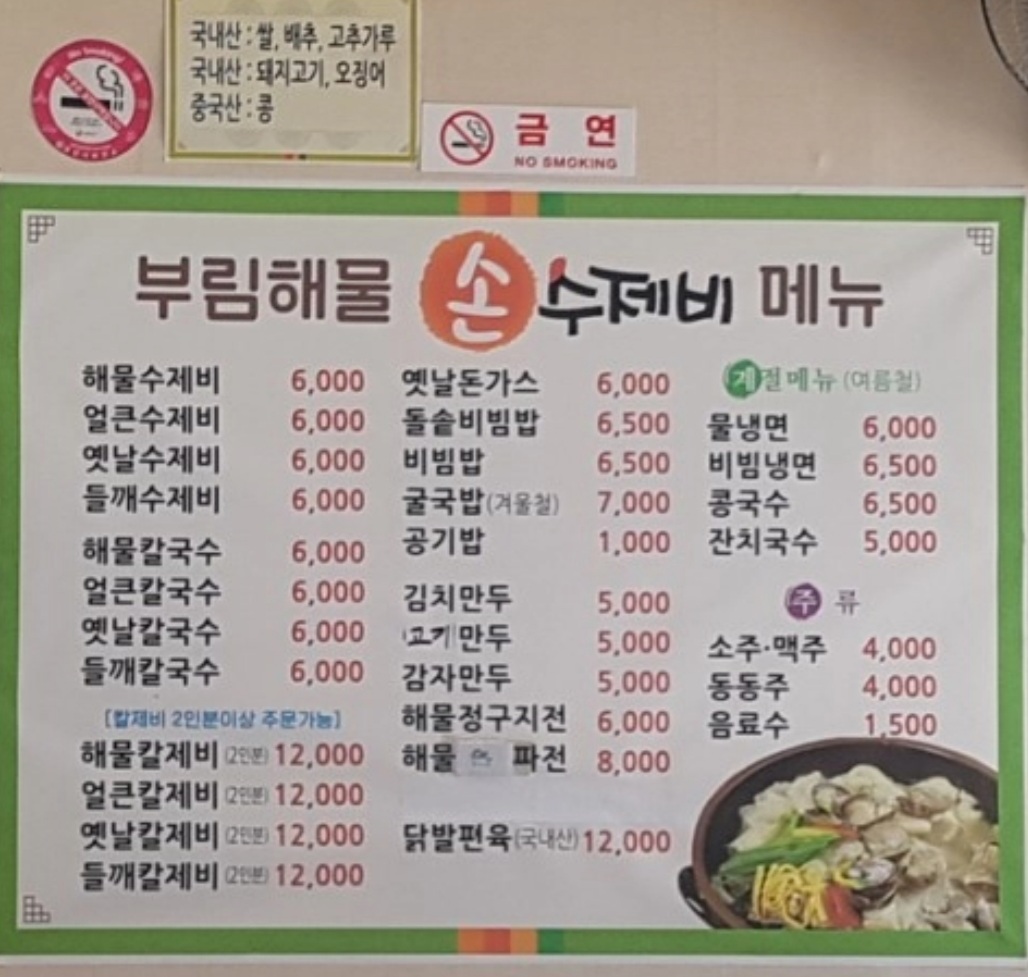 국내산 : 쌀, 배추, 고추가루
국내산 : 돼지고기, 오징어
중국산 : 콩
No Smoking!
금 연
NO SMOKING
부림해물 손수제비 메뉴
해물수제비 6,000
얼큰수제비 6,000
옛날수제비 6,000
들깨수제비 6,000
해물칼국수 6,000
얼큰칼국수 6,000
옛날칼국수 6,000
들깨칼국수 6,000
[칼제비 2인분이상 주문가능]
해물칼제비 (2인분) 12,000
얼큰칼제비 (2인분) 12,000
옛날칼제비 (2인분) 12,000
들깨칼제비 (2인분) 12,000
옛날돈가스 6,000
돌솥비빔밥 6,500
비빔밥 6,500
굴국밥(겨울철) 7,000
공기밥 1,000
김치만두 5,000
고기만두 5,000
감자만두 5,000
해물정구지전 6,000
해물 파전 8,000
닭발편육(국내산) 12,000
계절메뉴 (여름철)
물냉면 6,000
비빔냉면 6,500
콩국수 6,500
잔치국수 5,000
주 류
소주·맥주 4,000
동동주 4,000
음료수 1,500